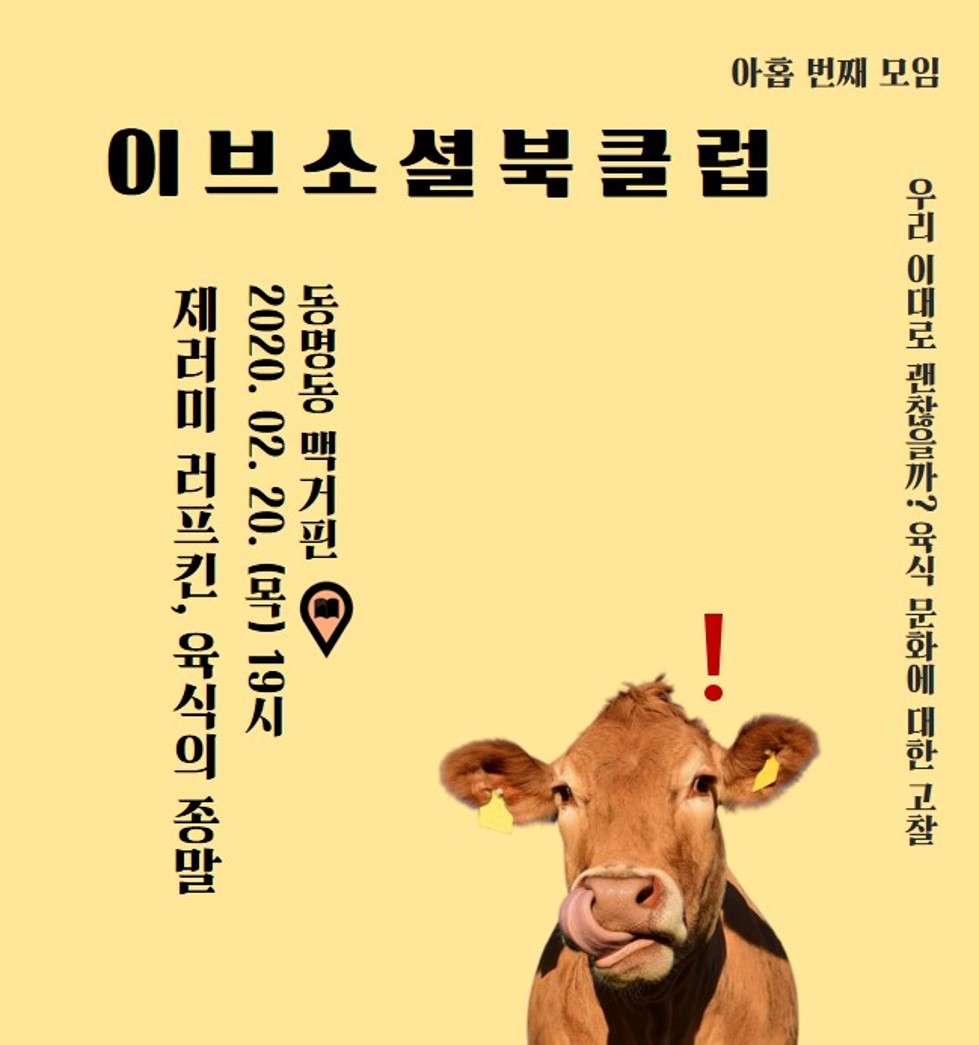 아홉 번째 모임
이브소셜북클럽
우리 이대로 괜찮을까? 육식 문화에 대한 고찰
동명동 맥거핀
2020. 02. 20. (목) 19시
제러미 러프킨, 육식의 종말
!